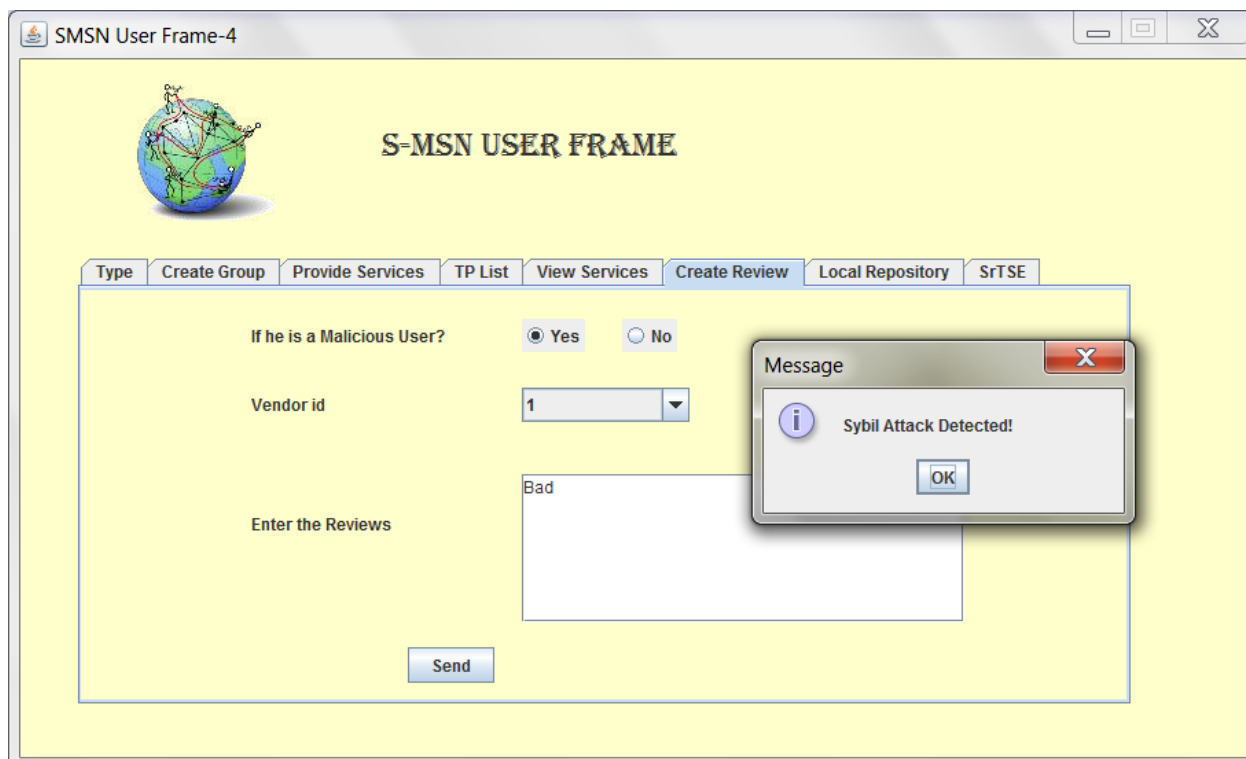 SMSN User Frame-4
S-MSN USER FRAME
Type Create Group Provide Services TP List View Services Create Review Local Repository SrTSE
If he is a Malicious User? Yes No
Message
Vendor id 1
Sybil Attack Detected!
OK
Bad
Enter the Reviews
Send